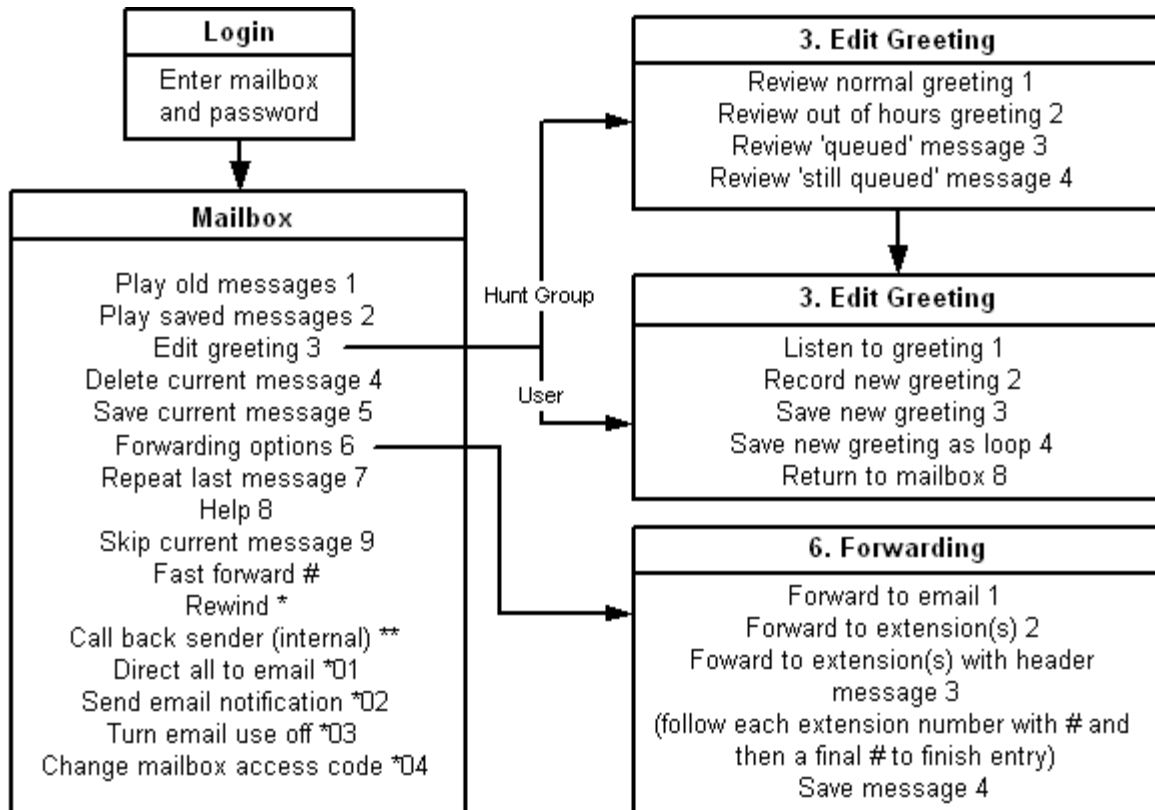 Login
Enter mailbox
and password
Mailbox
Play old messages 1
Play saved messages 2
Edit greeting 3
Delete current message 4
Save current message 5
Forwarding options 6
Repeat last message 7
Help 8
Skip current message 9
Fast forward #
Rewind *
Call back sender (internal) **
Direct all to email *01
Send email notification *02
Turn email use off *03
Change mailbox access code *04
Hunt Group
User
3. Edit Greeting
Review normal greeting 1
Review out of hours greeting 2
Review 'queued' message 3
Review 'still queued' message 4
3. Edit Greeting
Listen to greeting 1
Record new greeting 2
Save new greeting 3
Save new greeting as loop 4
Return to mailbox 8
6. Forwarding
Forward to email 1
Forward to extension(s) 2
Foward to extension(s) with header
message 3
(follow each extension number with # and
then a final # to finish entry)
Save message 4